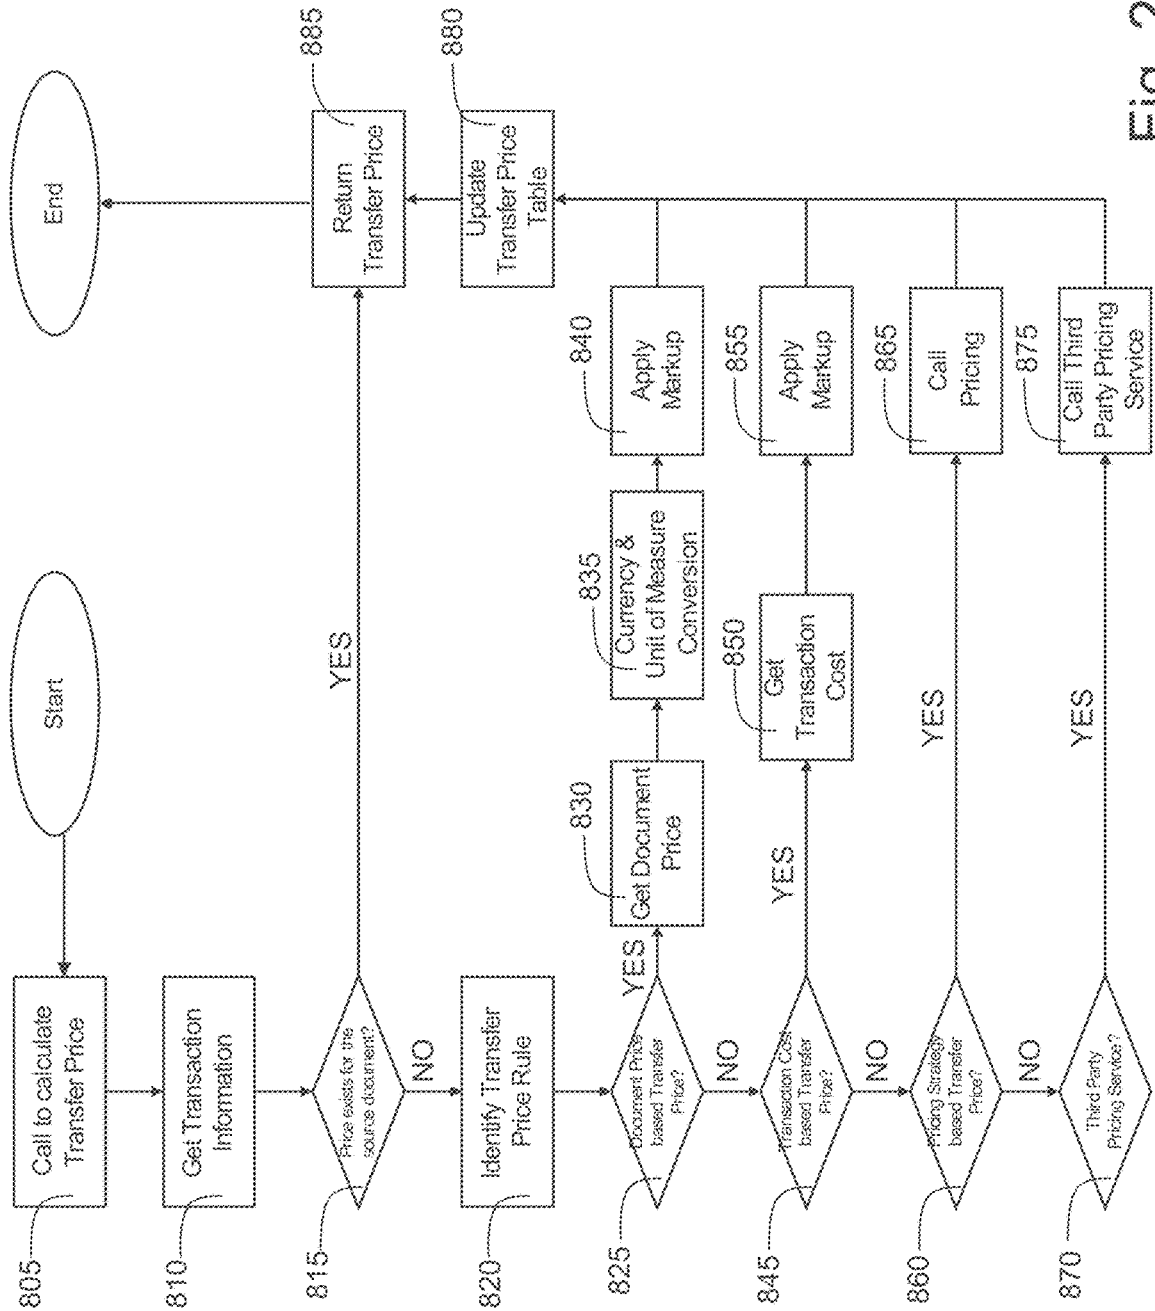 Start
End
805
Call to calculate
Transfer Price
810
Get Transaction
Information
815
Price exists for the
source document?
YES
NO
Return
Transfer Price
885
820
Identify Transfer
Price Rule
Update
Transfer Price
Table
880
825
Document Price
based Transfer
Price?
YES
NO
Get Document
Price
830
Currency &
Unit of Measure
Conversion
835
Apply
Markup
840
845
Transaction Cost
based Transfer
Price?
YES
NO
Get
Transaction
Cost
850
Apply
Markup
855
860
Pricing Strategy
based Transfer
Price?
YES
NO
Call
Pricing
865
870
Third Party
Pricing Service?
YES
Call Third
Party Pricing
Service
875
Fig. 2